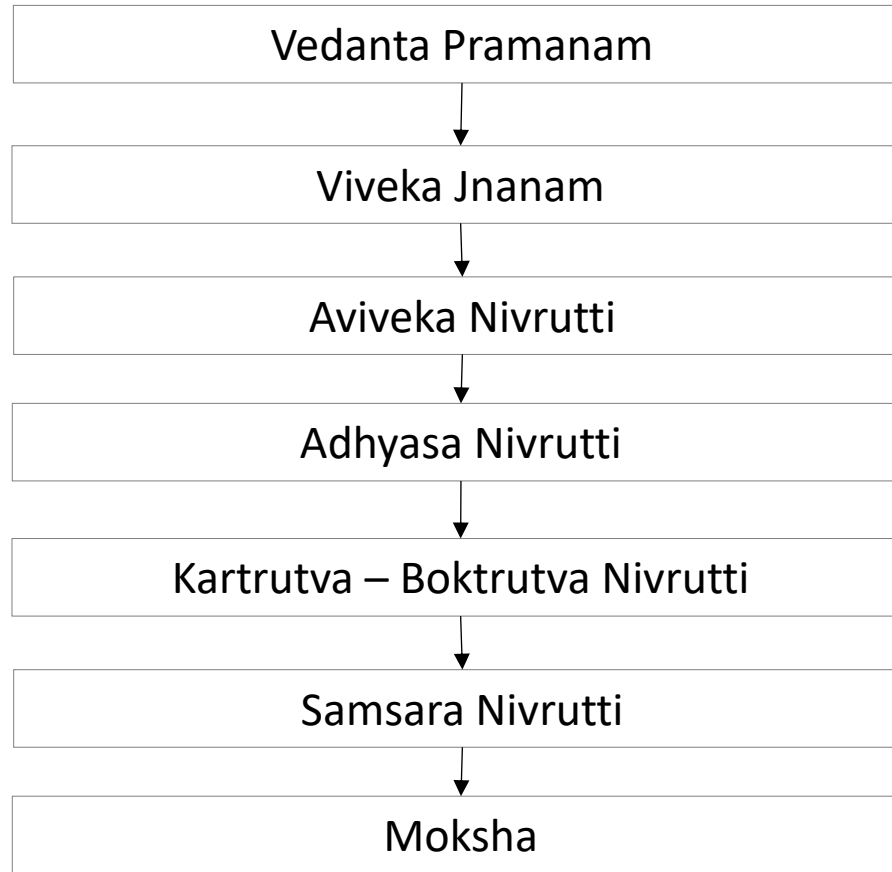 Vedanta Pramanam
Viveka Jnanam
Aviveka Nivrutti
Adhyasa Nivrutti
Kartrutva – Boktrutva Nivrutti
Samsara Nivrutti
Moksha